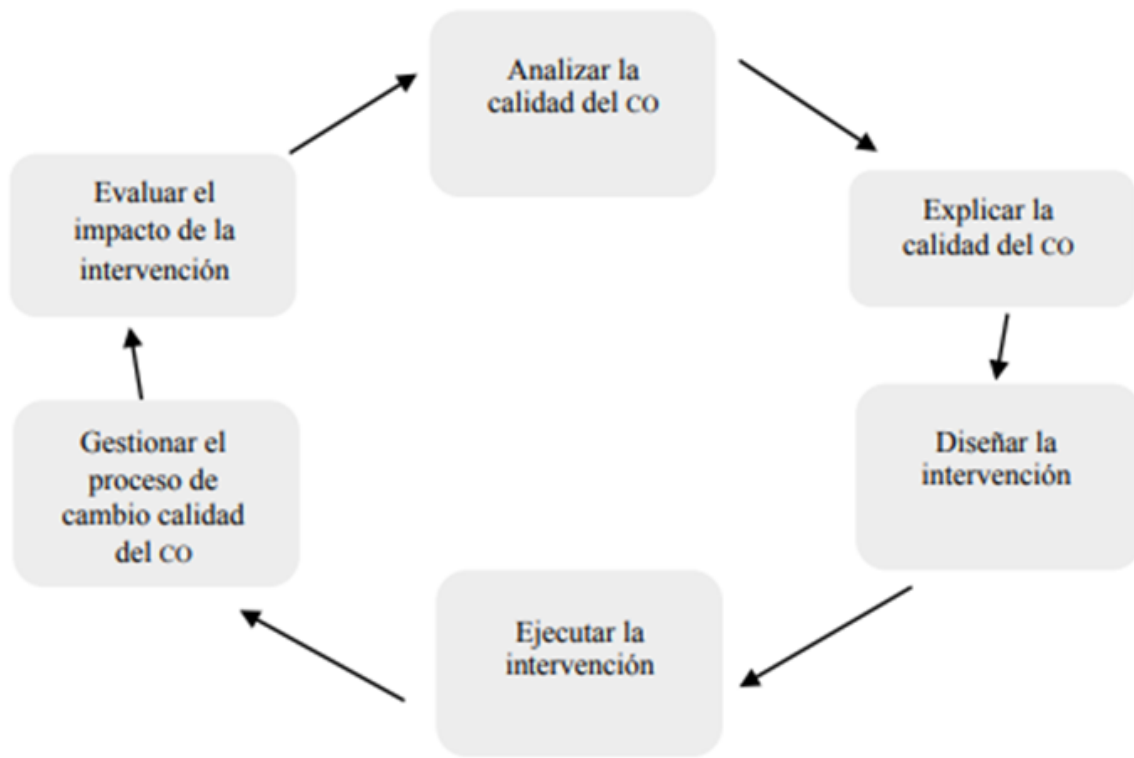 Analizar la
calidad del CO
Explicar la
calidad del CO
Diseñar la
intervención
Ejecutar la
intervención
Gestionar el
proceso de
cambio calidad
del CO
Evaluar el
impacto de la
intervención